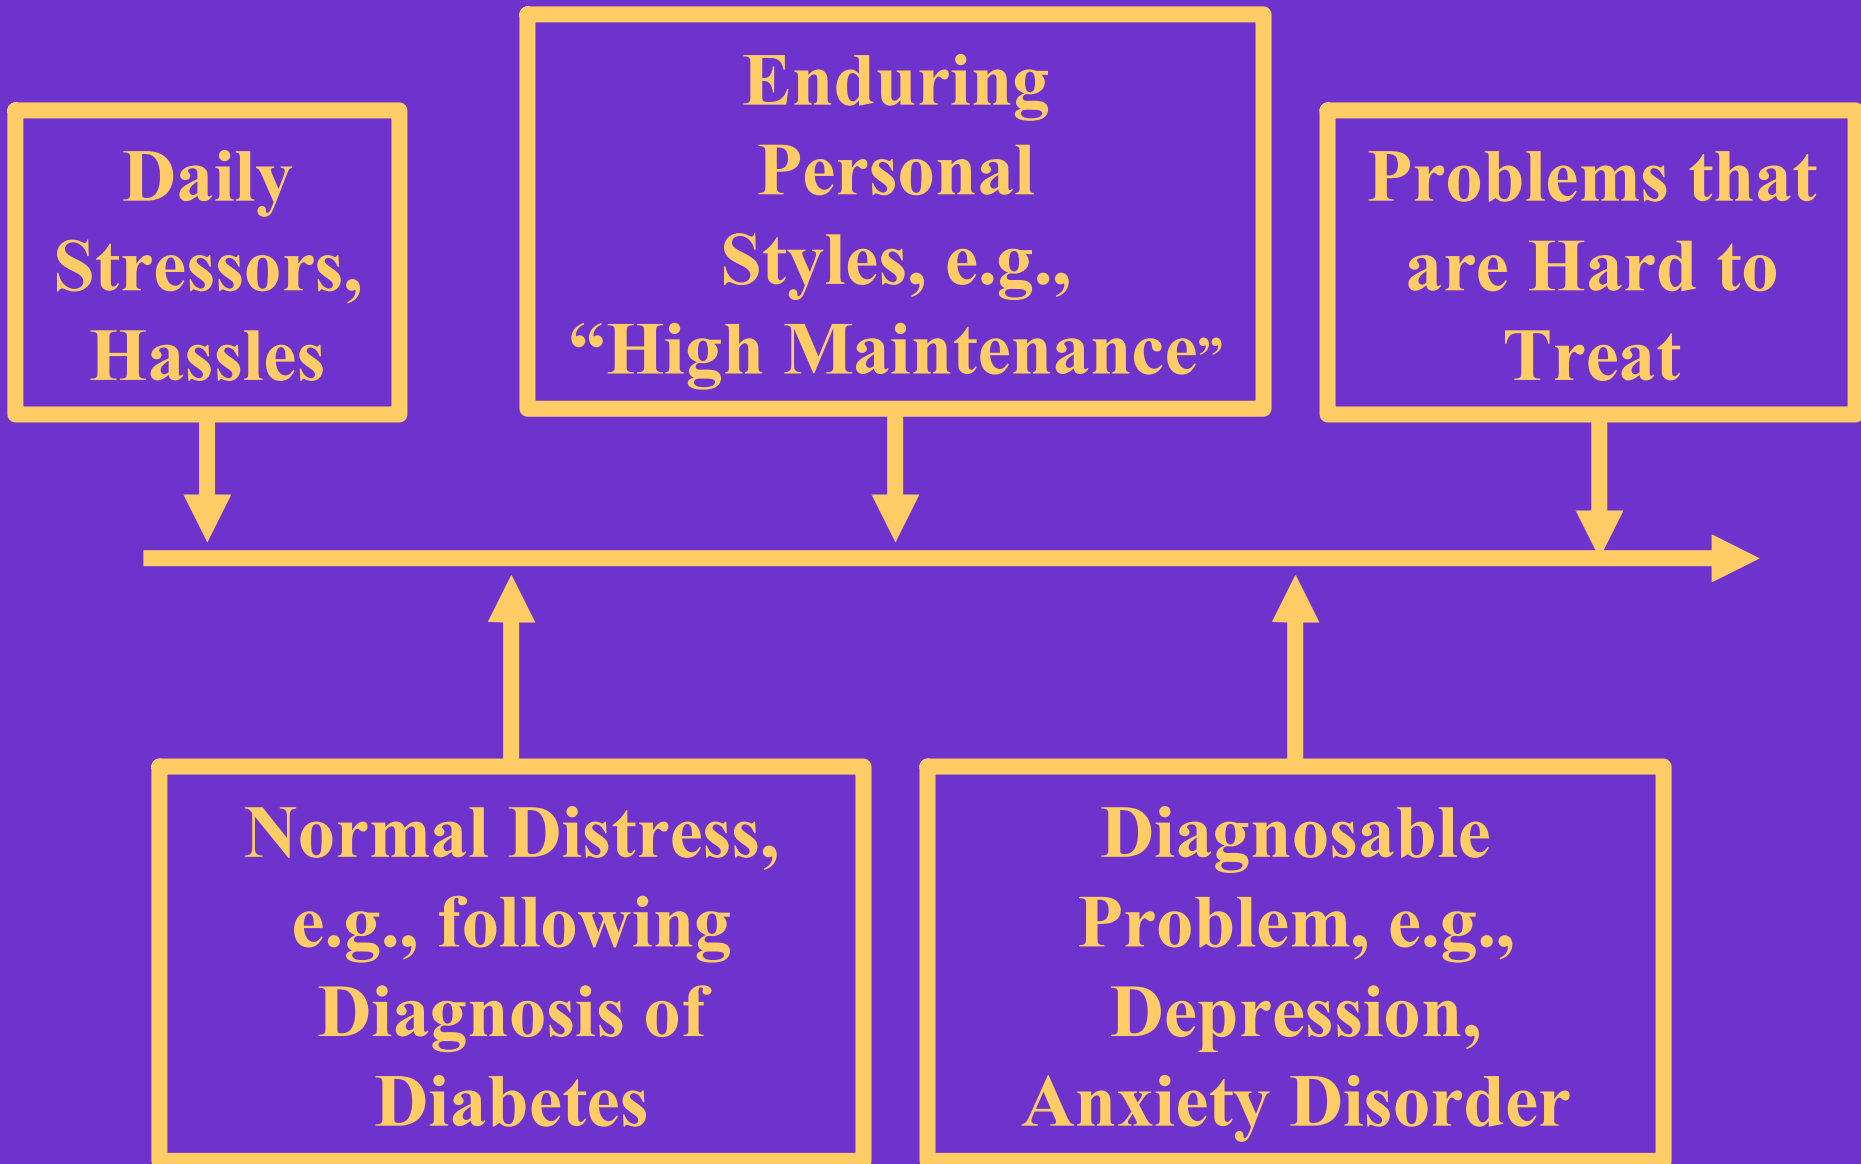 Daily
Stressors,
Hassles
Enduring
Personal
Styles, e.g.,
“High Maintenance”
Problems that
are Hard to
Treat
Normal Distress,
e.g., following
Diagnosis of
Diabetes
Diagnosable
Problem, e.g.,
Depression,
Anxiety Disorder